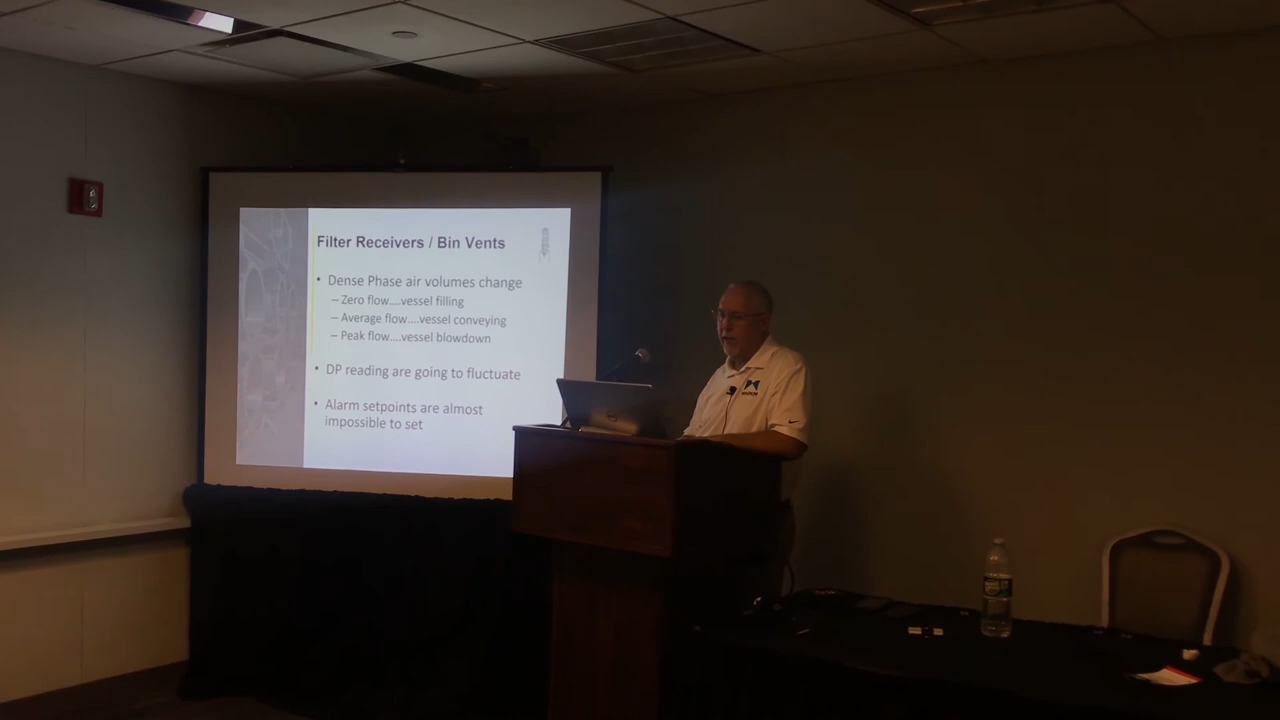 Filter Receivers / Bin Vents
• Dense Phase air volumes change
– Zero flow....vessel filling
– Average flow....vessel conveying
– Peak flow....vessel blowdown
• DP reading are going to fluctuate
• Alarm setpoints are almost
impossible to set